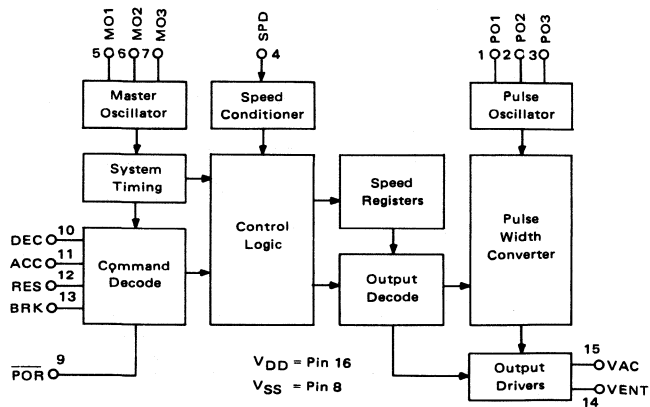 MO1
MO2
MO3
5 6 7
SPD
4
PO1
PO2
PO3
1 2 3
Master
Oscillator
Speed
Conditioner
Pulse
Oscillator
System
Timing
Control
Logic
Speed
Registers
Pulse
Width
Converter
DEC 10
ACC 11
RES 12
BRK 13
Command
Decode
Output
Decode
POR 9
VDD = Pin 16
VSS = Pin 8
Output
Drivers
15 VAC
VENT
14